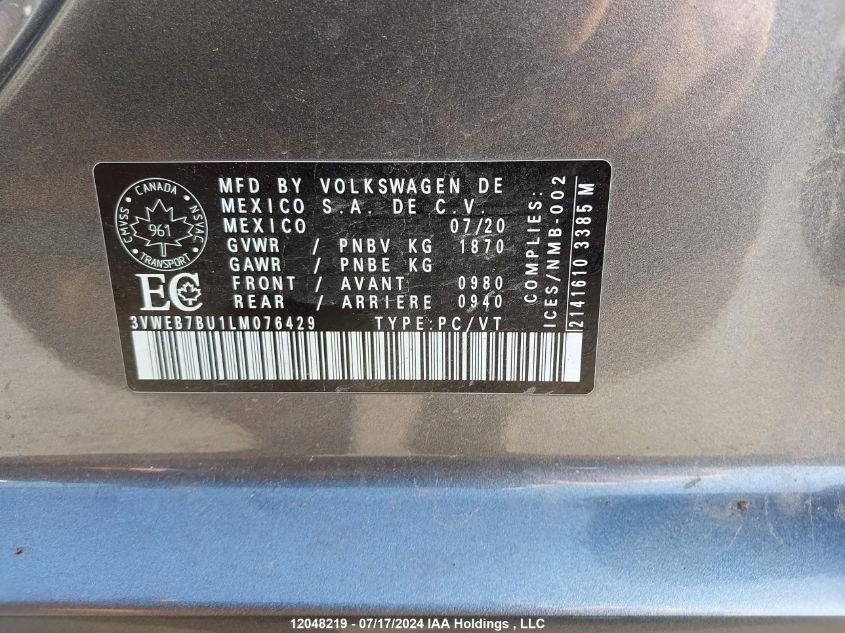 CANADA
CMVSS
NSVAC
961
TRANSPORT
EC
MFD BY VOLKSWAGEN DE
MEXICO S.A. DE C.V.
MEXICO 07/20
GVWR / PNBV KG 1870
GAWR / PNBE KG
FRONT / AVANT 0980
REAR / ARRIERE 0940
3VWEB7BU1LM076429 TYPE:PC/VT
COMPLIES:
ICES/NMB-002
2141610 3385M
12048219 - 07/17/2024 IAA Holdings , LLC